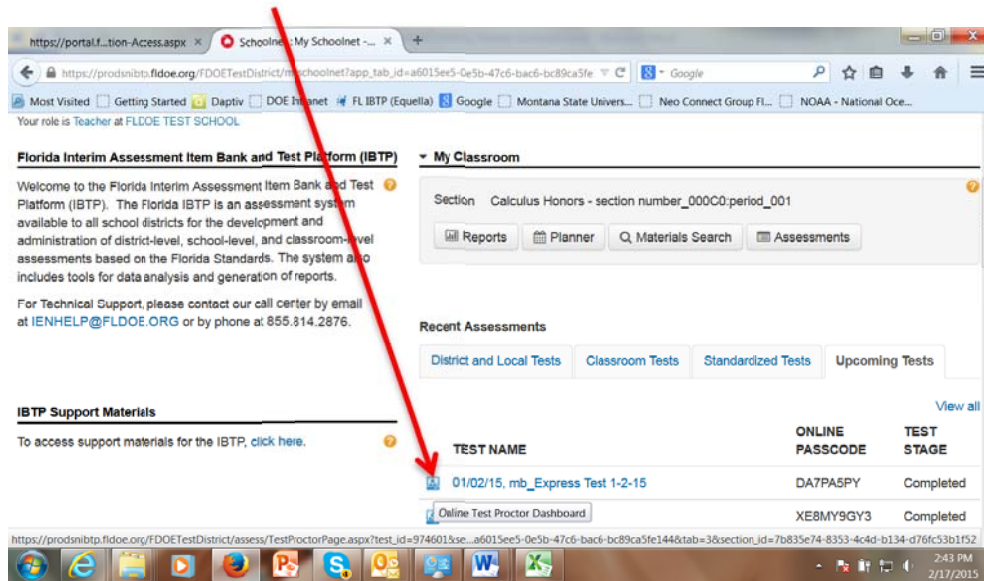 https://portal.f...tion-Access.aspx
Schoolnet: My Schoolnet -...
https://prodsnibtp.fldoe.org/FDOETestDistrict/myschoolnet?app_tab_id=a6015ee5-0e5b-47c6-bac6-bc89ca5fe
Google
Most Visited Getting Started Daptiv DOE Intranet FL IBTP (Equella) Google Montana State Univers... Neo Connect Group Fl... NOAA - National Oce...
Your role is Teacher at FLDOE TEST SCHOOL
Florida Interim Assessment Item Bank and Test Platform (IBTP)
Welcome to the Florida Interim Assessment Item Bank and Test
Platform (IBTP). The Florida IBTP is an assessment system
available to all school districts for the development and
administration of district-level, school-level, and classroom-level
assessments based on the Florida Standards. The system also
includes tools for data analysis and generation of reports.
For Technical Support, please contact our call center by email
at IENHELP@FLDOE.ORG or by phone at 855.814.2876.
IBTP Support Materials
To access support materials for the IBTP, click here.
My Classroom
Section Calculus Honors - section number_000C0:period_001
Reports Planner Materials Search Assessments
Recent Assessments
District and Local Tests Classroom Tests Standardized Tests Upcoming Tests
View all
TEST NAME ONLINE PASSCODE TEST STAGE
01/02/15, mb_Express Test 1-2-15 DA7PA5PY Completed
Online Test Proctor Dashboard XE8MY9GY3 Completed
https://prodsnibtp.fldoe.org/FDOETestDistrict/assess/TestProctorPage.aspx?test_id=974601&se...a6015ee5-0e5b-47c6-bac6-bc89ca5fe144&tab=3&section_id=7b835e74-8353-4c4d-b134-d76fc53b1f52
2:43 PM
2/17/2015